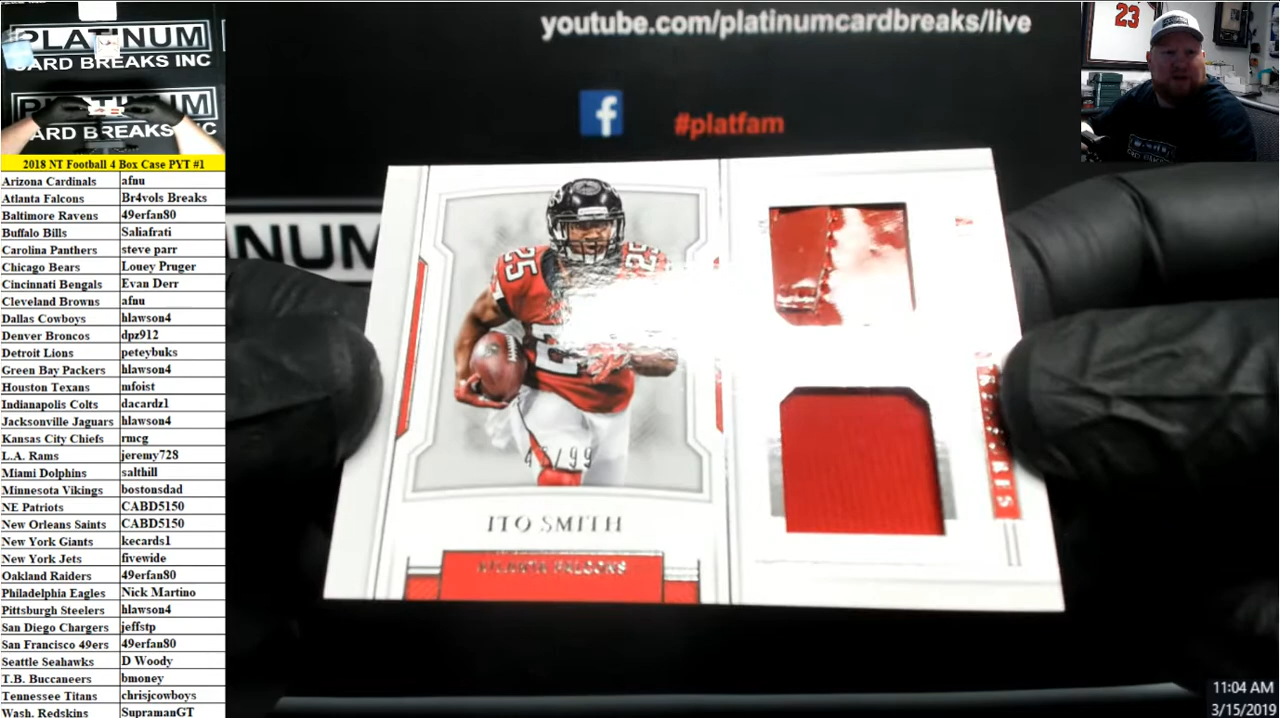 PLATINUM
CARD BREAKS INC
PLATINUM
CARD BREAKS INC
youtube.com/platinumcardbreaks/live
#platfam
23
2018 NT Football 4 Box Case PYT #1
Arizona Cardinals afnu
Atlanta Falcons Br4vols Breaks
Baltimore Ravens 49erfan80
Buffalo Bills Saliafrati
Carolina Panthers steve parr
Chicago Bears Louey Pruger
Cincinnati Bengals Evan Derr
Cleveland Browns afnu
Dallas Cowboys hlawson4
Denver Broncos dpz912
Detroit Lions peteybuks
Green Bay Packers hlawson4
Houston Texans mfoist
Indianapolis Colts dacardz1
Jacksonville Jaguars hlawson4
Kansas City Chiefs rmcg
L.A. Rams jeremy728
Miami Dolphins salthill
Minnesota Vikings bostonsdad
NE Patriots CABD5150
New Orleans Saints CABD5150
New York Giants kecards1
New York Jets fivewide
Oakland Raiders 49erfan80
Philadelphia Eagles Nick Martino
Pittsburgh Steelers hlawson4
San Diego Chargers jeffstp
San Francisco 49ers 49erfan80
Seattle Seahawks D Woody
T.B. Buccaneers bmoney
Tennessee Titans chrisjcowboys
Wash. Redskins SupramanGT
NUM
25
ITO SMITH
ATLANTA FALCONS
11:04 AM
3/15/2019